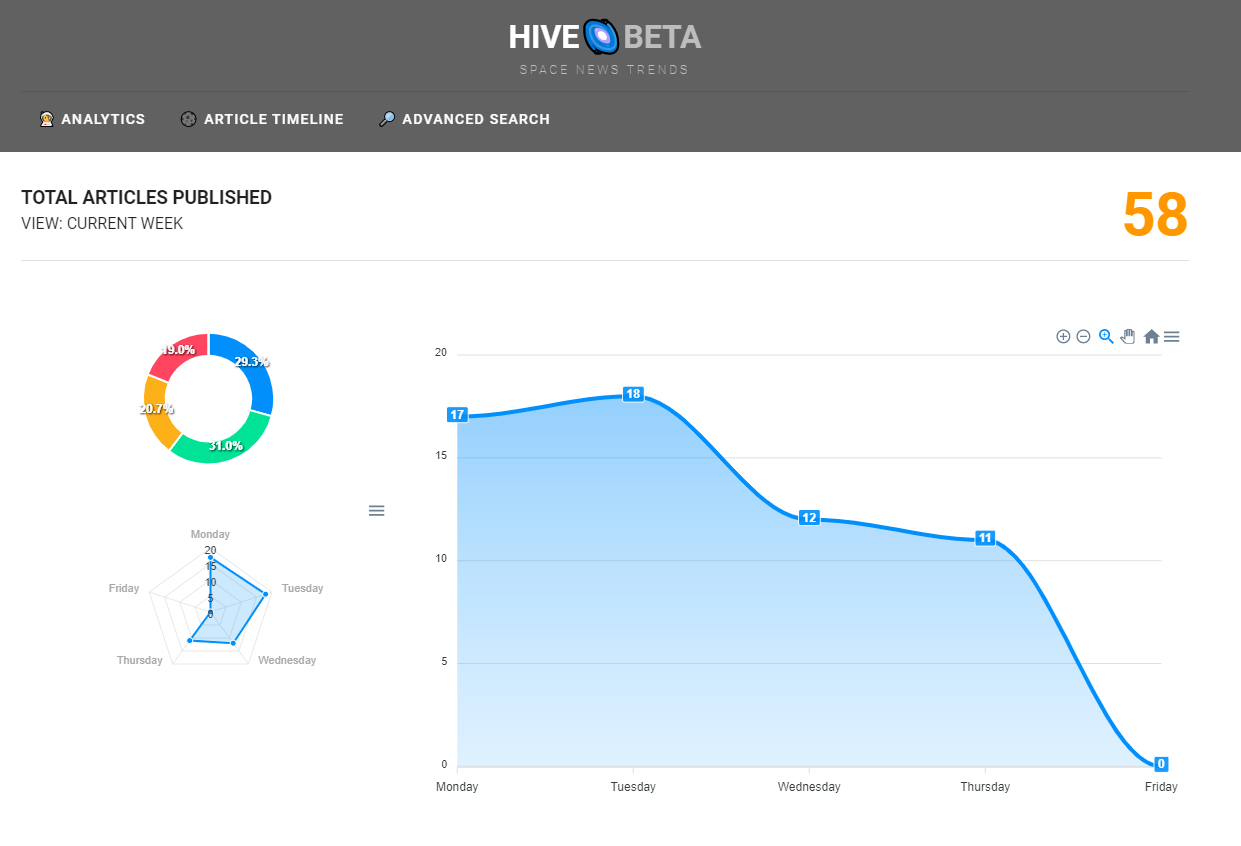 HIVE BETA
SPACE NEWS TRENDS
ANALYTICS ARTICLE TIMELINE ADVANCED SEARCH
TOTAL ARTICLES PUBLISHED
VIEW: CURRENT WEEK
58
19.0%
29.3%
20.7%
31.0%
Monday
20
15
10
5
0
Friday
Tuesday
Thursday
Wednesday
20
15
10
5
0
17
18
12
11
0
Monday Tuesday Wednesday Thursday Friday